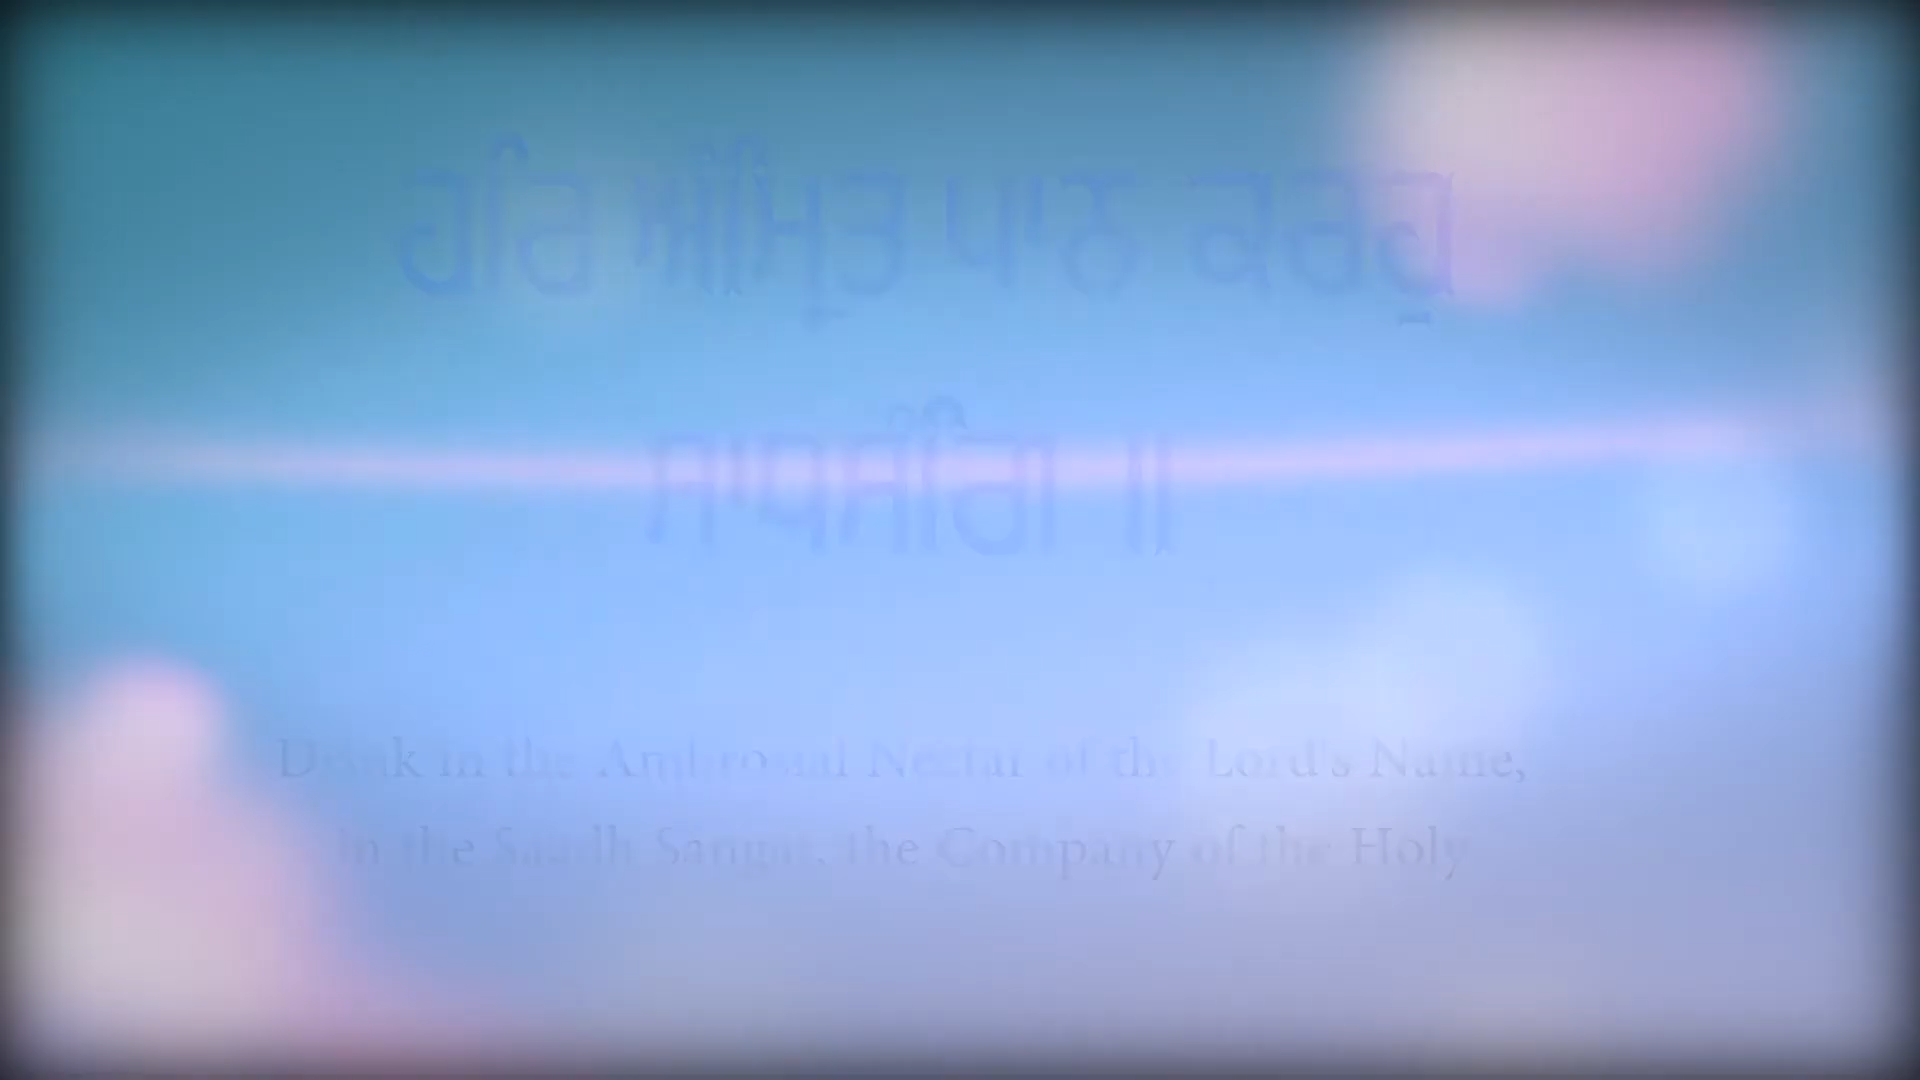 ਹਰਿ ਅੰਮ੍ਰਿਤ ਪਾਨ ਕਰਹੁ
ਸਾਧਸੰਗਿ ॥
Drink in the Ambrosial Nectar of the Lord's Name,
In the Saadh Sangat, the Company of the Holy